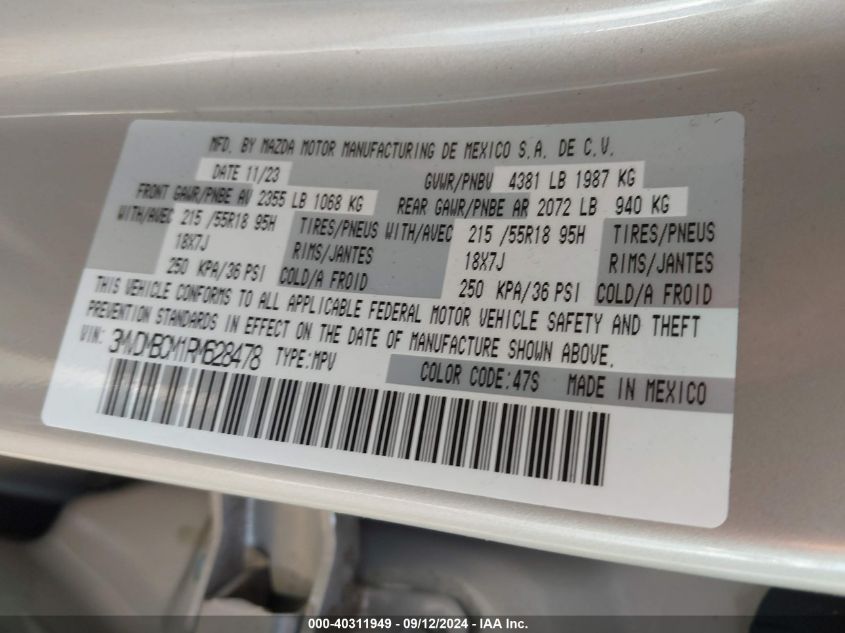 MFD. BY MAZDA MOTOR MANUFACTURING DE MEXICO S.A. DE C.V.
DATE 11/23 GVWR/PNBV 4381 LB 1987 KG
FRONT GAWR/PNBE AV 2355 LB 1068 KG REAR GAWR/PNBE AR 2072 LB 940 KG
WITH/AVEC 215 /55R18 95H TIRES/PNEUS WITH/AVEC 215 /55R18 95H TIRES/PNEUS
18X7J RIMS/JANTES 18X7J RIMS/JANTES
250 KPA/36 PSI COLD/A FROID 250 KPA/36 PSI COLD/A FROID
THIS VEHICLE CONFORMS TO ALL APPLICABLE FEDERAL MOTOR VEHICLE SAFETY AND THEFT
PREVENTION STANDARDS IN EFFECT ON THE DATE OF MANUFACTURE SHOWN ABOVE.
VIN: 3MVDMBCM1RM628478 TYPE:MPV COLOR CODE:47S MADE IN MEXICO
000-40311949 - 09/12/2024 - IAA Inc.